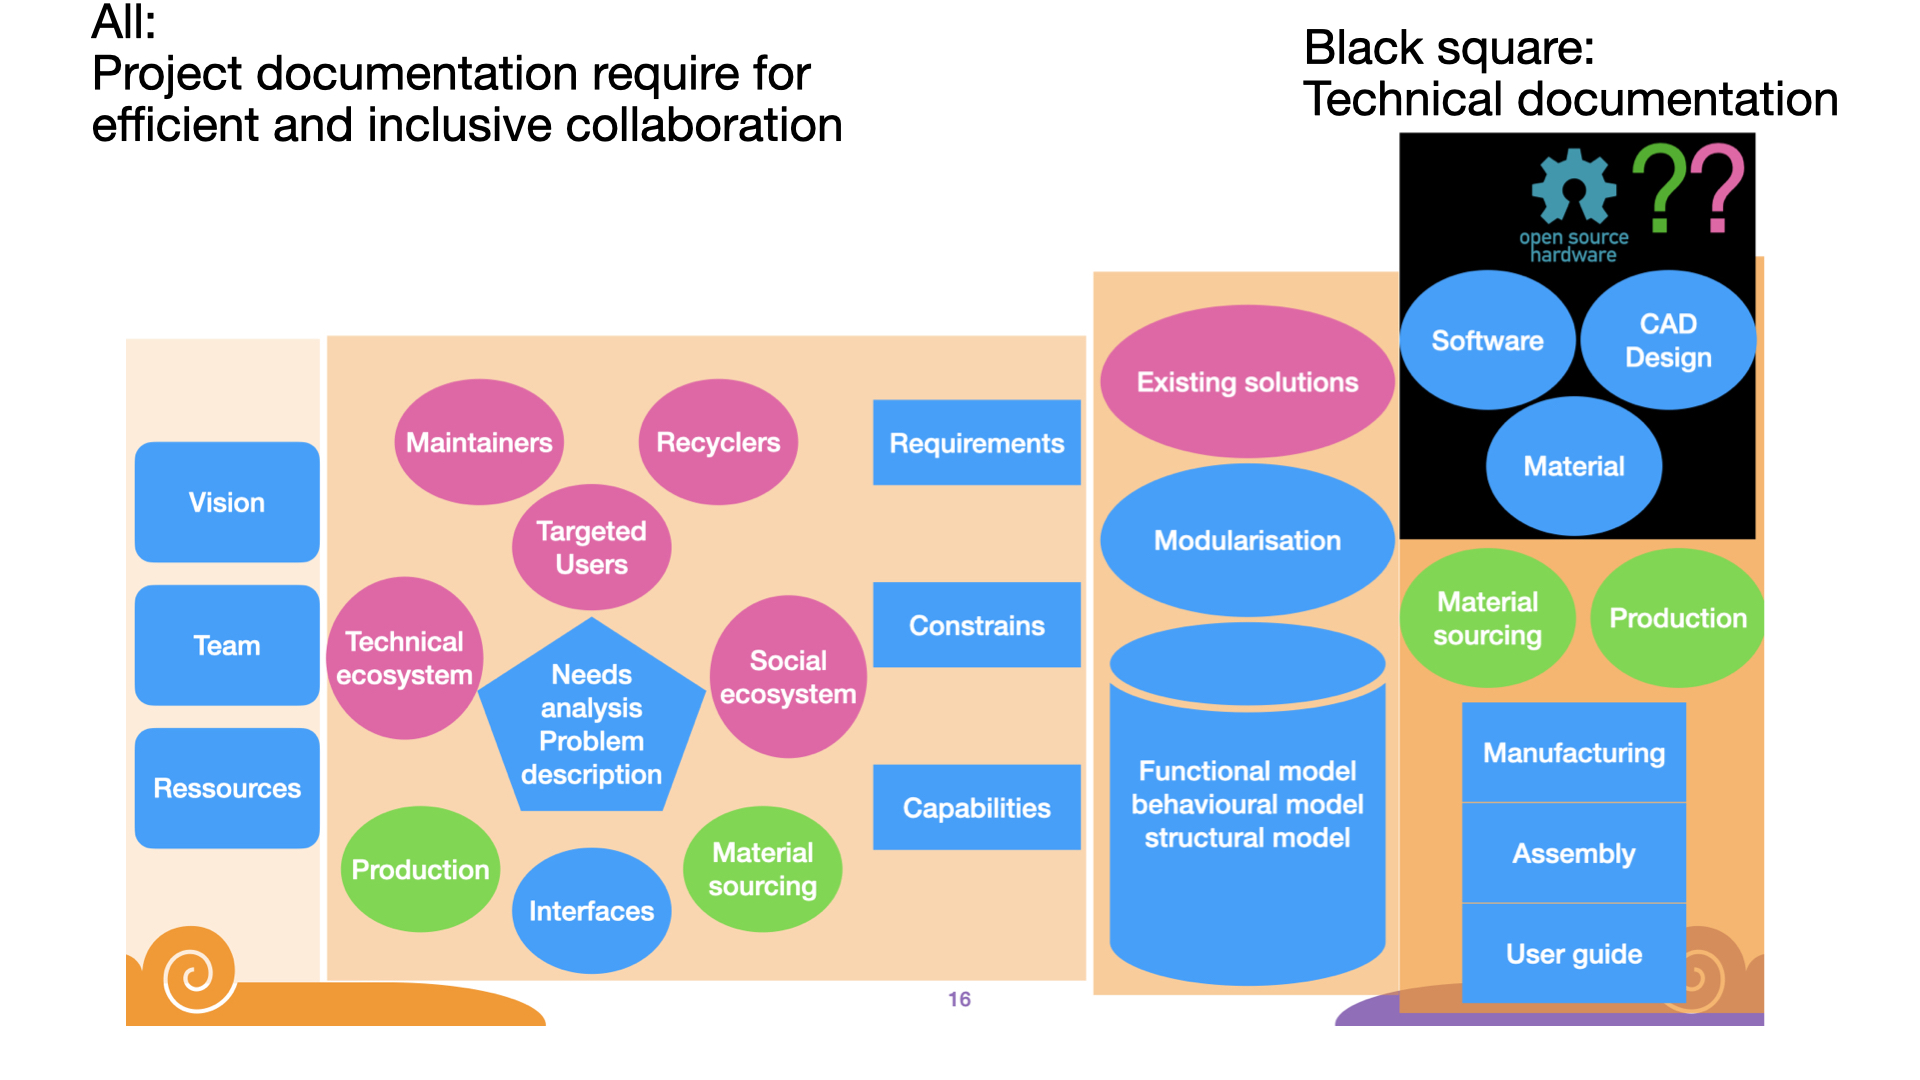 All:
Project documentation require for
efficient and inclusive collaboration
Black square:
Technical documentation
??
open source
hardware
Vision
Team
Ressources
Maintainers
Recyclers
Targeted
Users
Technical
ecosystem
Needs
analysis
Problem
description
Social
ecosystem
Production
Interfaces
Material
sourcing
Requirements
Constrains
Capabilities
Existing solutions
Modularisation
Functional model
behavioural model
structural model
Software
CAD
Design
Material
Material
sourcing
Production
Manufacturing
Assembly
User guide
16